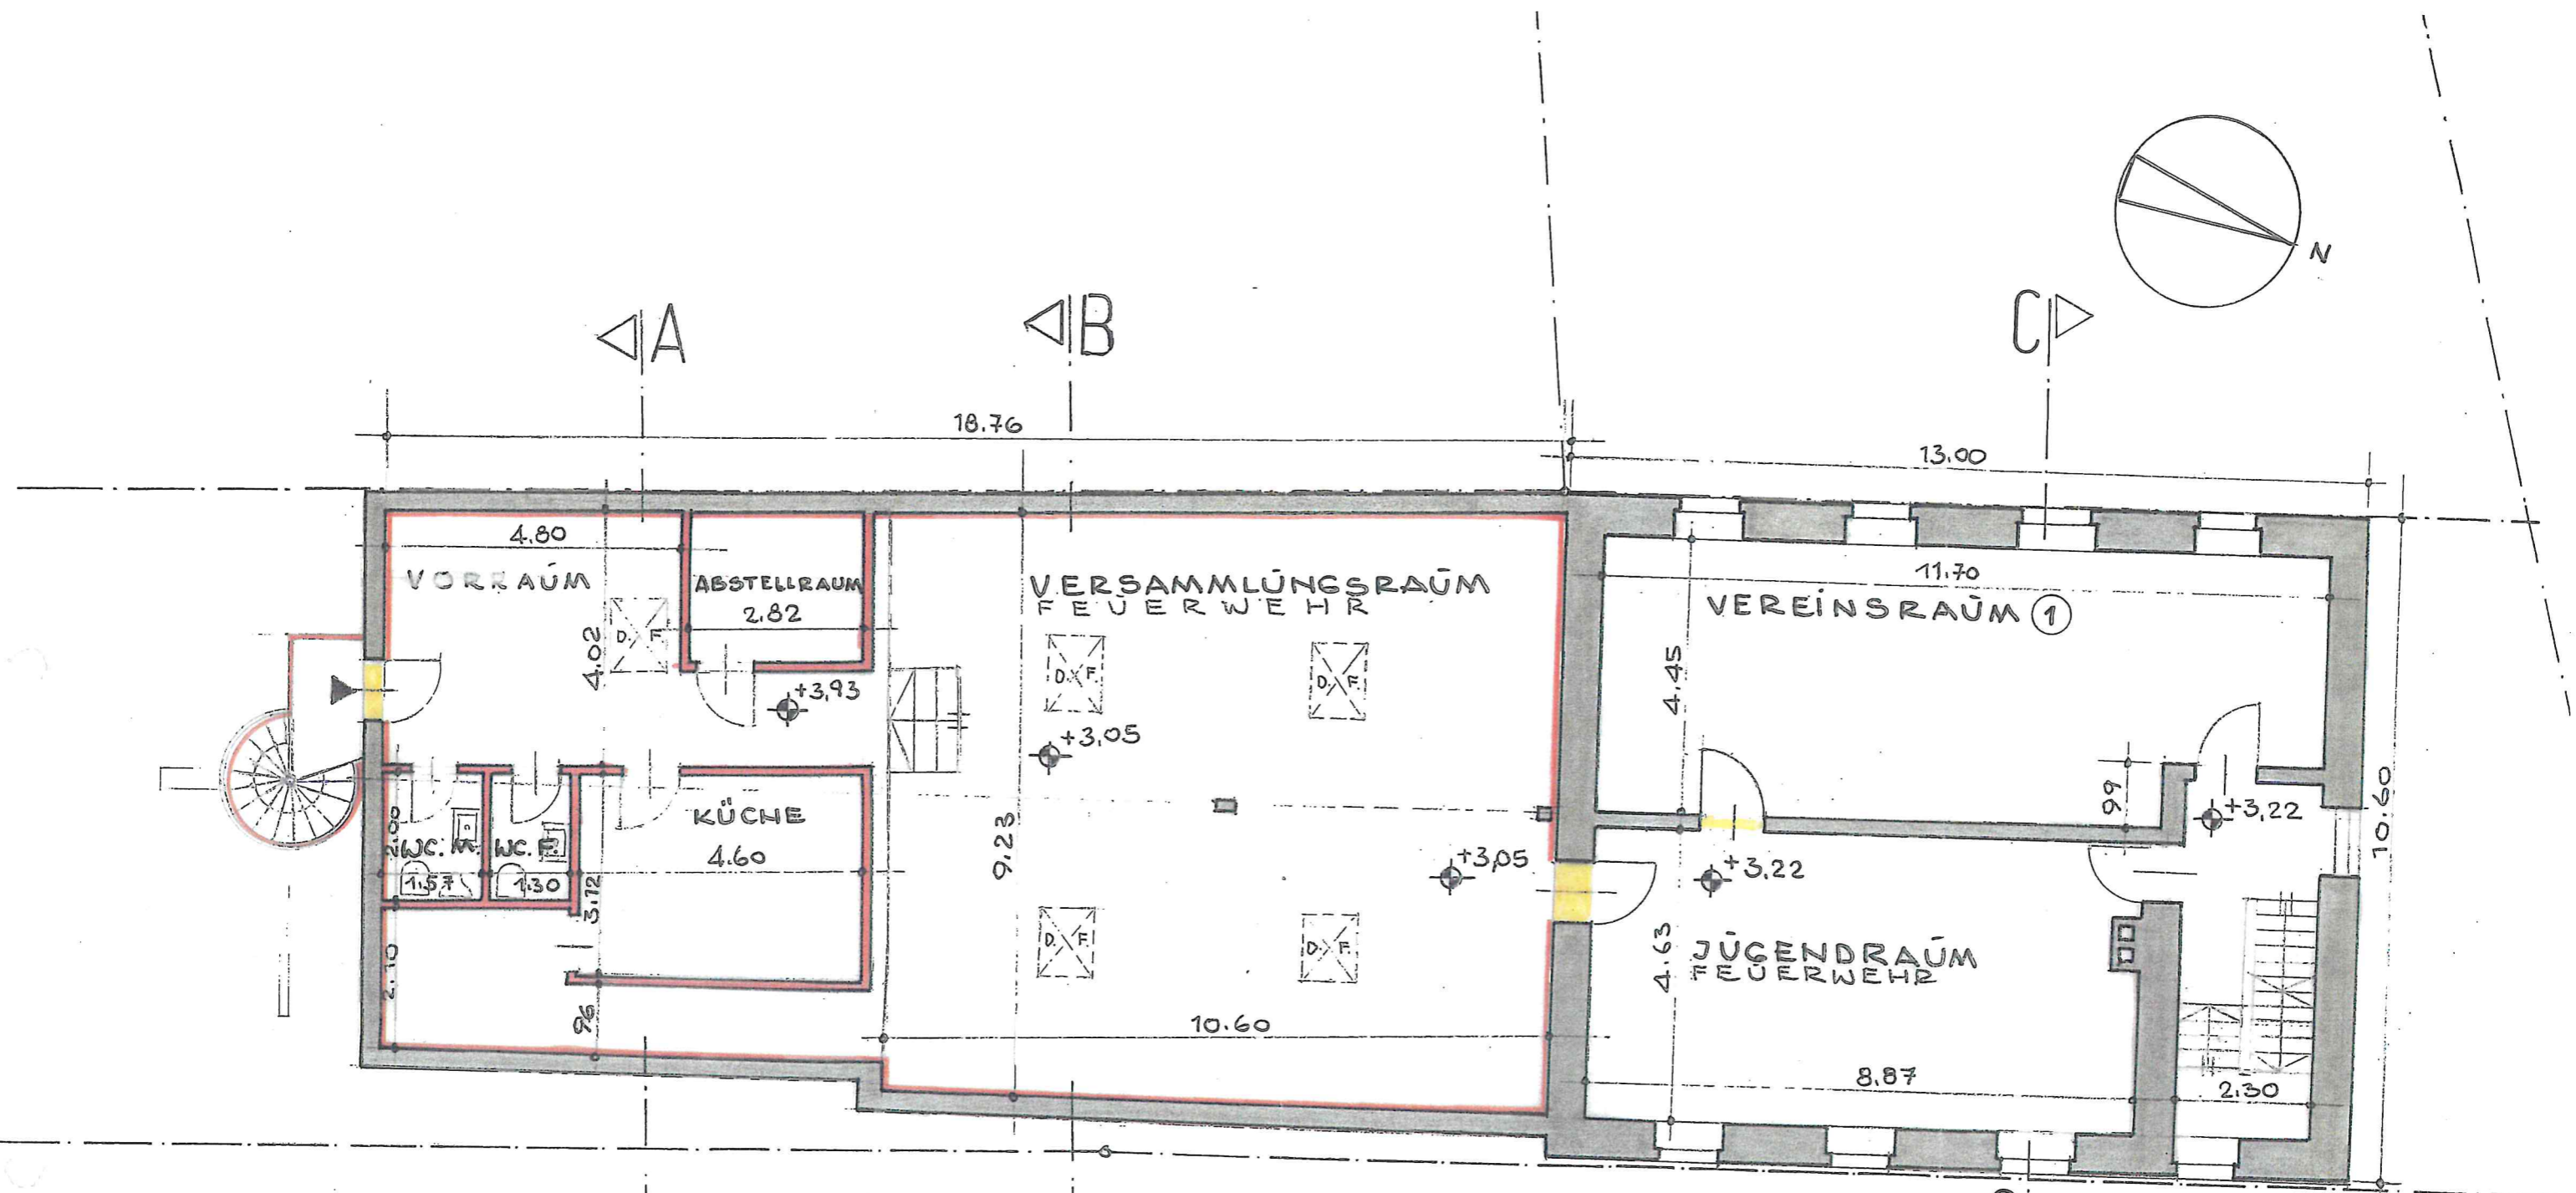 N
A
B
C
18.76
13.00
4.80
VORRAUM
ABSTELLRAUM
2.82
4.02
D. F.
+3,93
VERSAMMLUNGSRAUM
FEUERWEHR
D. F.
D. F.
+3,05
9.23
+3,05
D. F.
D. F.
10.60
11.70
VEREINSRAUM 1
4.45
99
+3,22
10.60
KÜCHE
4.60
2.00
WC. M.
WC. F.
1.57
1.30
3.12
2.10
96
+3,22
4.63
JUGENDRAUM
FEUERWEHR
8.87
2.30